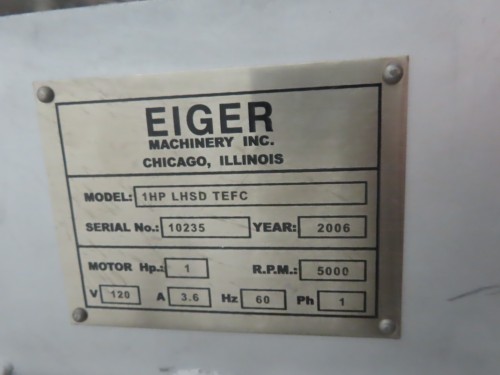 EIGER
MACHINERY INC.
CHICAGO, ILLINOIS
MODEL: 1HP LHSD TEFC
SERIAL No.: 10235 YEAR: 2006
MOTOR Hp.: 1 R.P.M.: 5000
V 120 A 3.6 Hz 60 Ph 1